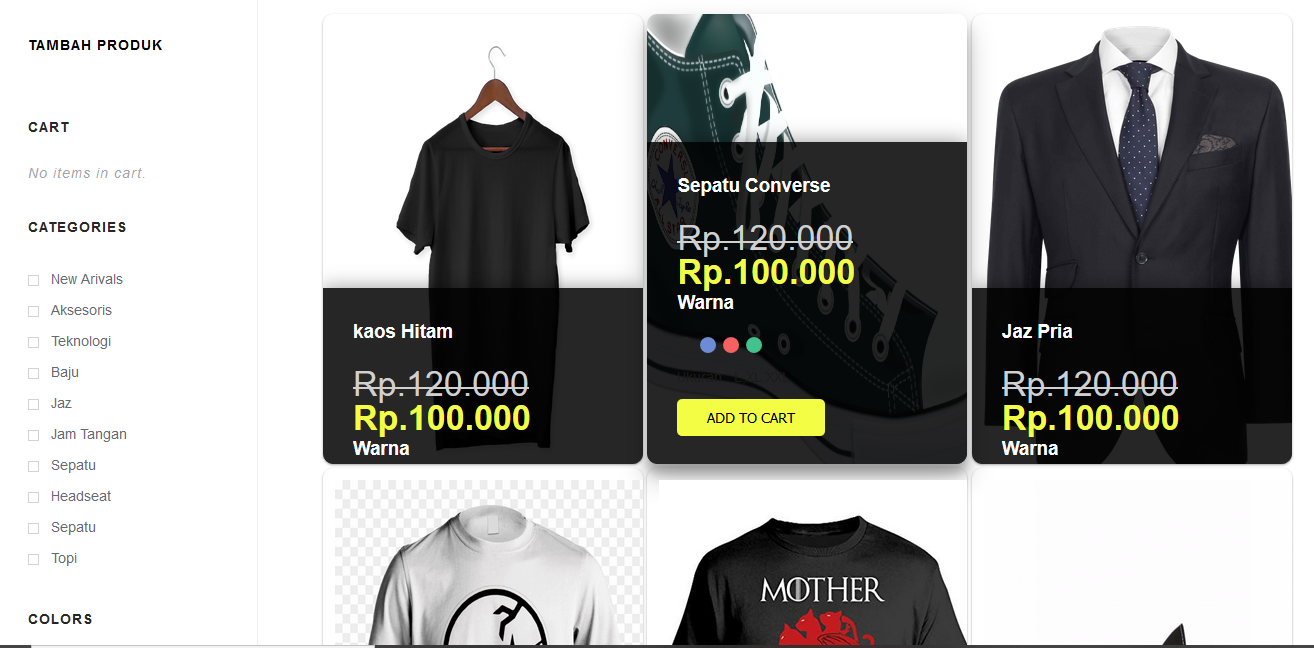 TAMBAH PRODUK
CART
No items in cart.
CATEGORIES
New Arivals
Aksesoris
Teknologi
Baju
Jaz
Jam Tangan
Sepatu
Headseat
Sepatu
Topi
COLORS
kaos Hitam
Rp.120.000
Rp.100.000
Warna
CONVERSE
Sepatu Converse
Rp.120.000
Rp.100.000
Warna
ADD TO CART
Jaz Pria
Rp.120.000
Rp.100.000
Warna
MOTHER